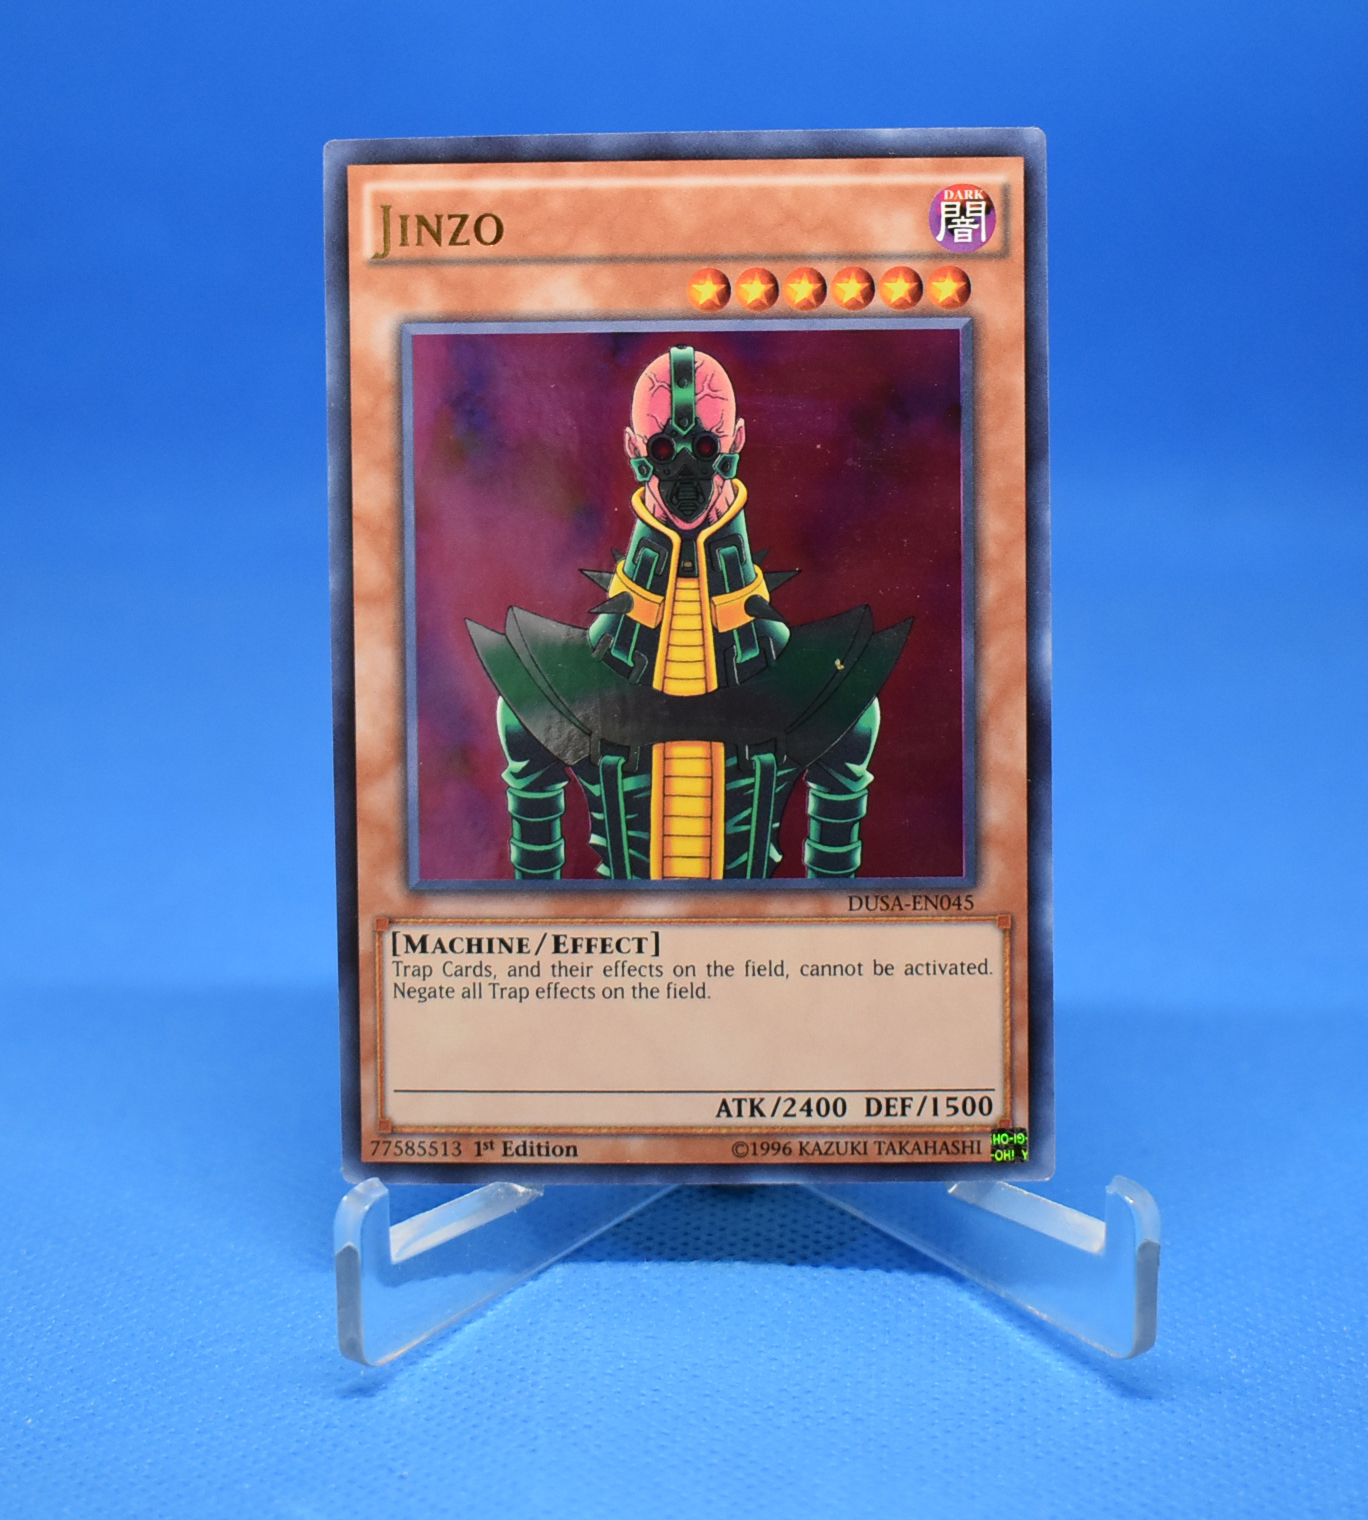 JINZO
DARK
闇
DUSA-EN045
[MACHINE/EFFECT]
Trap Cards, and their effects on the field, cannot be activated.
Negate all Trap effects on the field.
ATK/2400 DEF/1500
77585513 1st Edition ©1996 KAZUKI TAKAHASHI